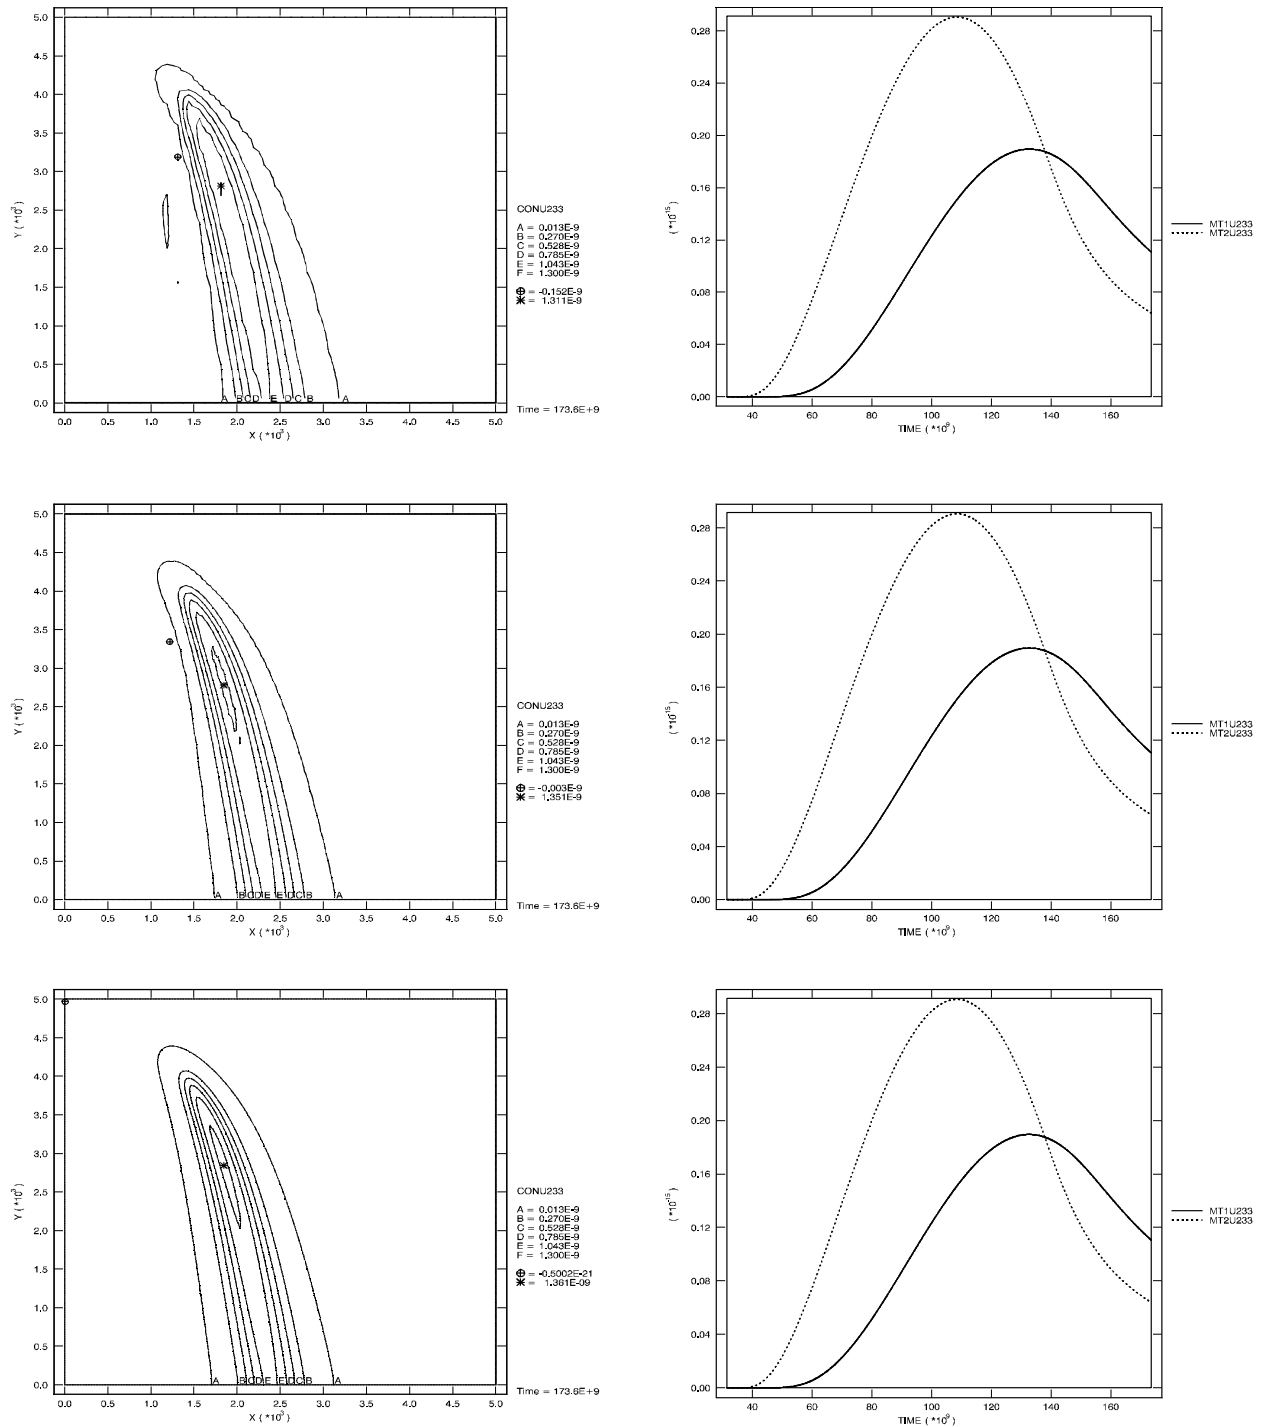 5.0
4.5
4.0
3.5
3.0
2.5
2.0
1.5
1.0
0.5
0.0
Y ( *10³ )
A B C D E D C B A
0.0 0.5 1.0 1.5 2.0 2.5 3.0 3.5 4.0 4.5 5.0
X ( *10³ )
CONU233
A = 0.013E-9
B = 0.270E-9
C = 0.528E-9
D = 0.785E-9
E = 1.043E-9
F = 1.300E-9
⊕ = -0.152E-9
✳ = 1.311E-9
Time = 173.6E+9
0.28
0.24
0.20
0.16
0.12
0.08
0.04
0.00
( *10⁻¹⁵ )
40 60 80 100 120 140 160
TIME ( *10⁹ )
MT1U233
MT2U233
5.0
4.5
4.0
3.5
3.0
2.5
2.0
1.5
1.0
0.5
0.0
Y ( *10³ )
A B C D E E D C B A
0.0 0.5 1.0 1.5 2.0 2.5 3.0 3.5 4.0 4.5 5.0
X ( *10³ )
CONU233
A = 0.013E-9
B = 0.270E-9
C = 0.528E-9
D = 0.785E-9
E = 1.043E-9
F = 1.300E-9
⊕ = -0.003E-9
✳ = 1.351E-9
Time = 173.6E+9
0.28
0.24
0.20
0.16
0.12
0.08
0.04
0.00
( *10⁻¹⁵ )
40 60 80 100 120 140 160
TIME ( *10⁹ )
MT1U233
MT2U233
5.0
4.5
4.0
3.5
3.0
2.5
2.0
1.5
1.0
0.5
0.0
Y ( *10³ )
A B C D E E D C B A
0.0 0.5 1.0 1.5 2.0 2.5 3.0 3.5 4.0 4.5 5.0
X ( *10³ )
CONU233
A = 0.013E-9
B = 0.270E-9
C = 0.528E-9
D = 0.785E-9
E = 1.043E-9
F = 1.300E-9
⊕ = -0.5002E-21
✳ = 1.361E-09
Time = 173.6E+9
0.28
0.24
0.20
0.16
0.12
0.08
0.04
0.00
( *10⁻¹⁵ )
40 60 80 100 120 140 160
TIME ( *10⁹ )
MT1U233
MT2U233